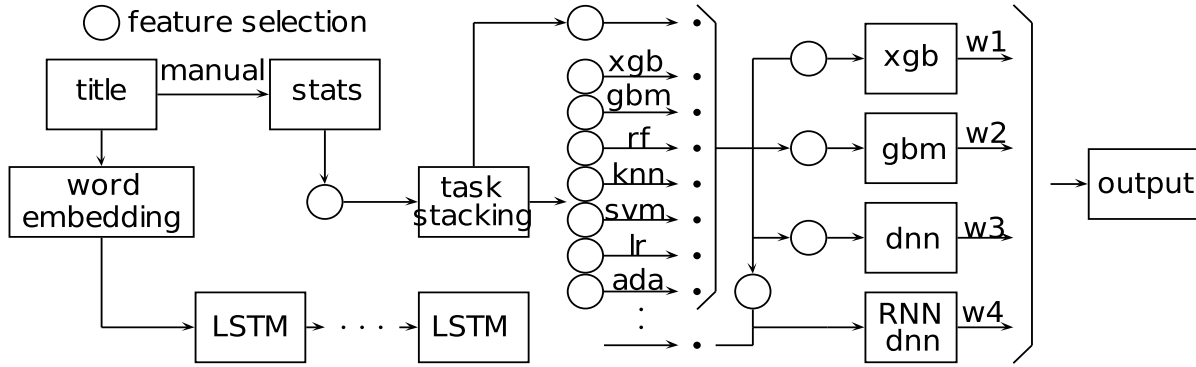 feature selection
title
manual
stats
word
embedding
task
stacking
LSTM
. . . .
LSTM
xgb
gbm
rf
knn
svm
lr
ada
xgb
gbm
dnn
RNN
dnn
w1
w2
w3
w4
output